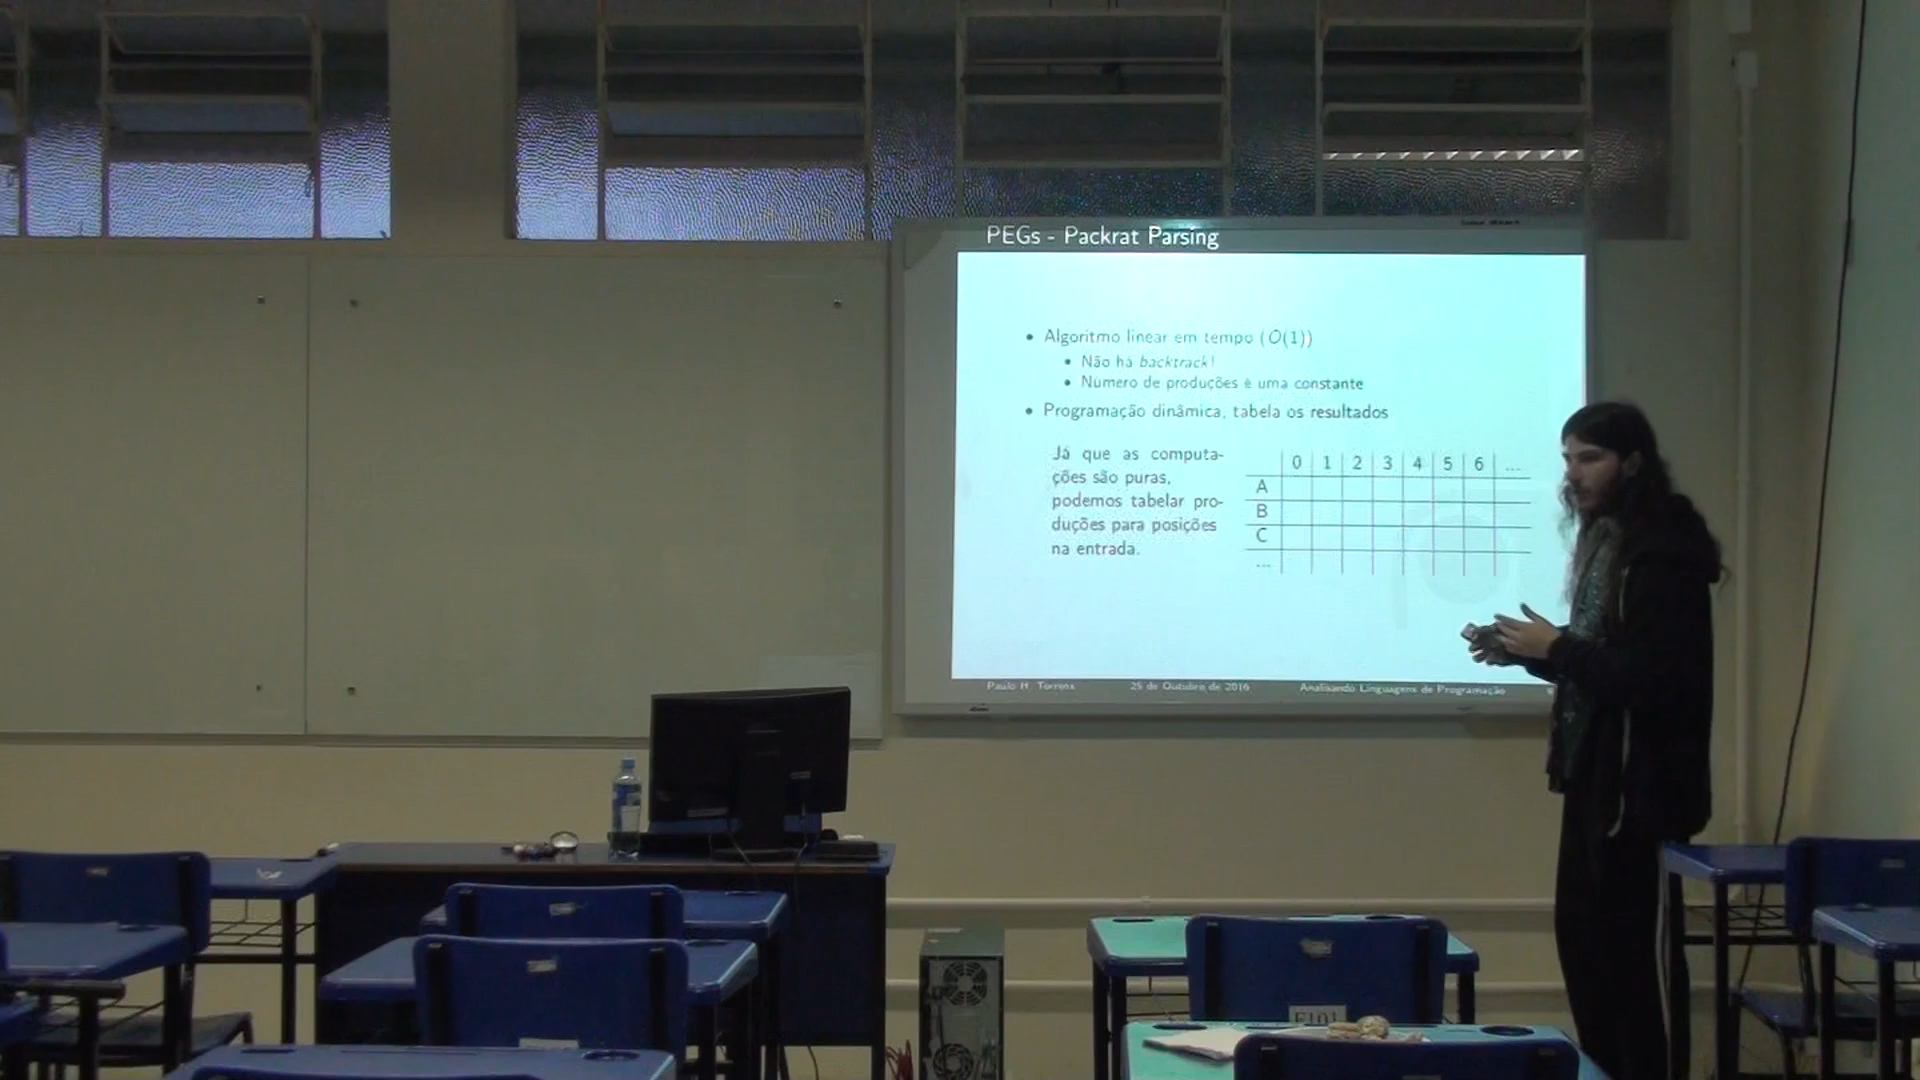 PEGs - Packrat Parsing
• Algoritmo linear em tempo (O(1))
• Não há backtrack!
• Número de produções é uma constante
• Programação dinâmica, tabela os resultados
Já que as computa-
ções são puras,
podemos tabelar pro-
duções para posições
na entrada.
0 1 2 3 4 5 6 ...
A
B
C
...
Paulo H. Torrens 25 de Outubro de 2016 Analisando Linguagens de Programação
F101